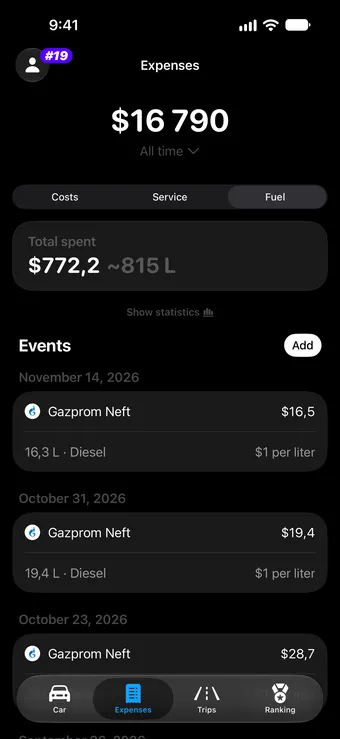 9:41
#19
Expenses
$16 790
All time
Costs Service Fuel
Total spent
$772,2 ~815 L
Show statistics
Events Add
November 14, 2026
Gazprom Neft $16,5
16,3 L · Diesel $1 per liter
October 31, 2026
Gazprom Neft $19,4
19,4 L · Diesel $1 per liter
October 23, 2026
Gazprom Neft $28,7
Car Expenses Trips Ranking